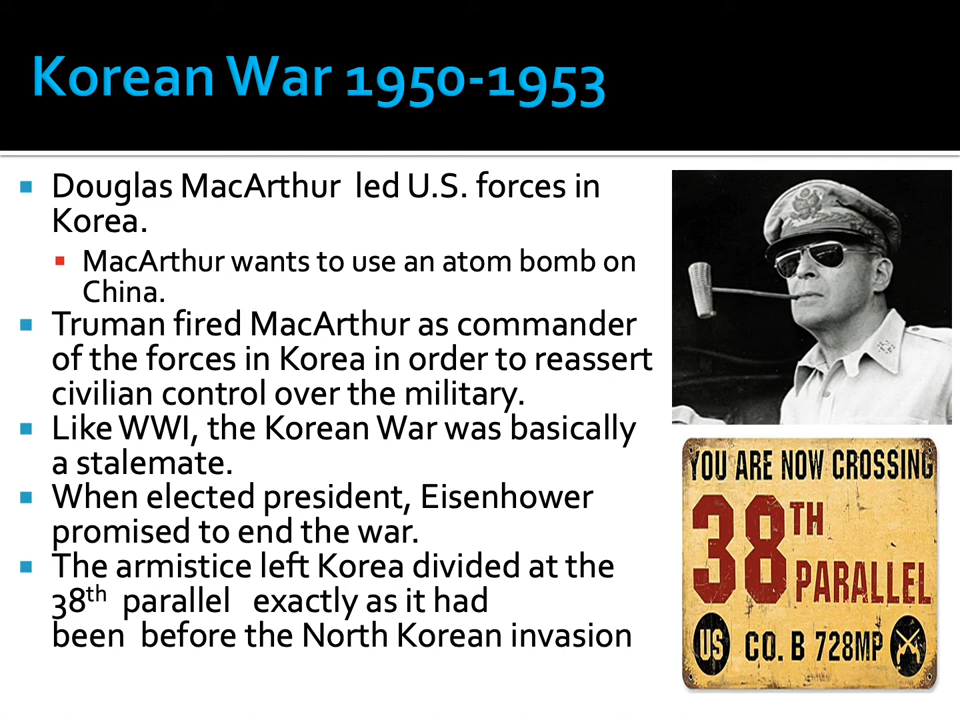 Korean War 1950-1953
Douglas MacArthur led U.S. forces in
Korea.
MacArthur wants to use an atom bomb on
China.
Truman fired MacArthur as commander
of the forces in Korea in order to reassert
civilian control over the military.
Like WWI, the Korean War was basically
a stalemate.
When elected president, Eisenhower
promised to end the war.
The armistice left Korea divided at the
38th parallel exactly as it had
been before the North Korean invasion
YOU ARE NOW CROSSING
38TH
PARALLEL
US CO. B 728MP